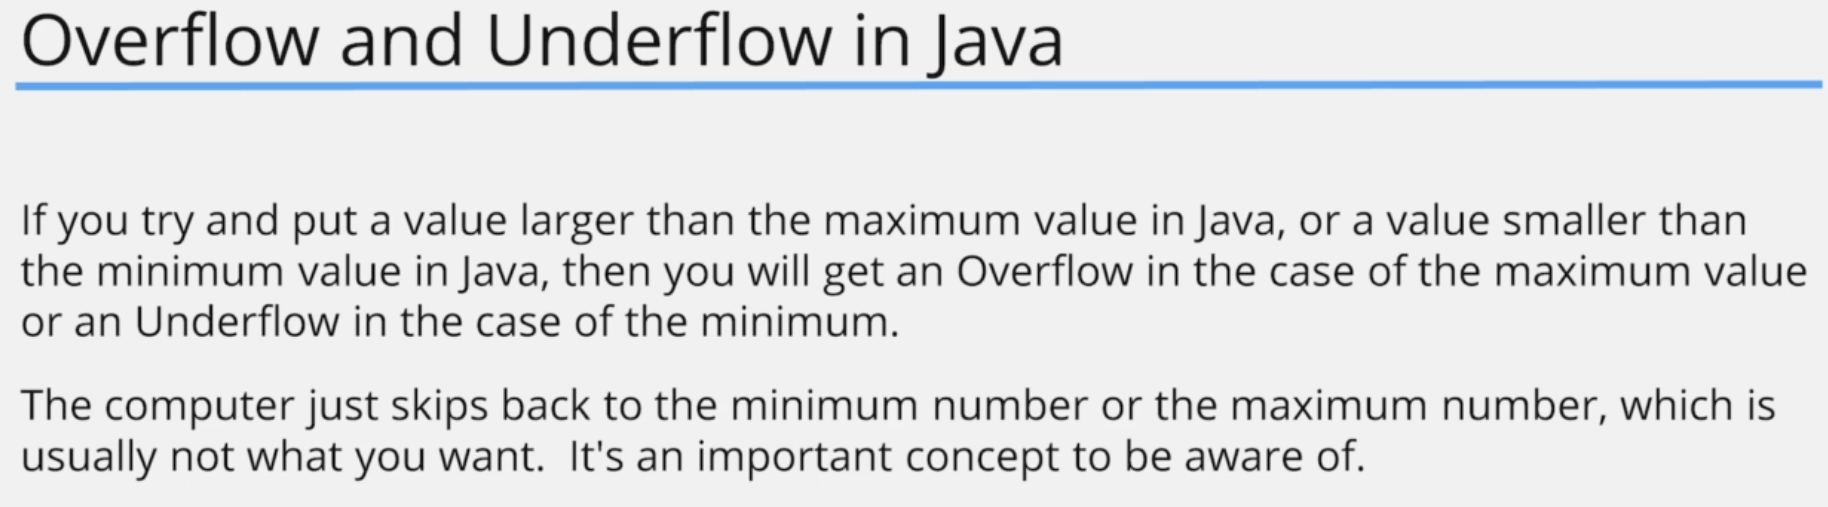 Overflow and Underflow in Java
If you try and put a value larger than the maximum value in Java, or a value smaller than
the minimum value in Java, then you will get an Overflow in the case of the maximum value
or an Underflow in the case of the minimum.
The computer just skips back to the minimum number or the maximum number, which is
usually not what you want.  It's an important concept to be aware of.